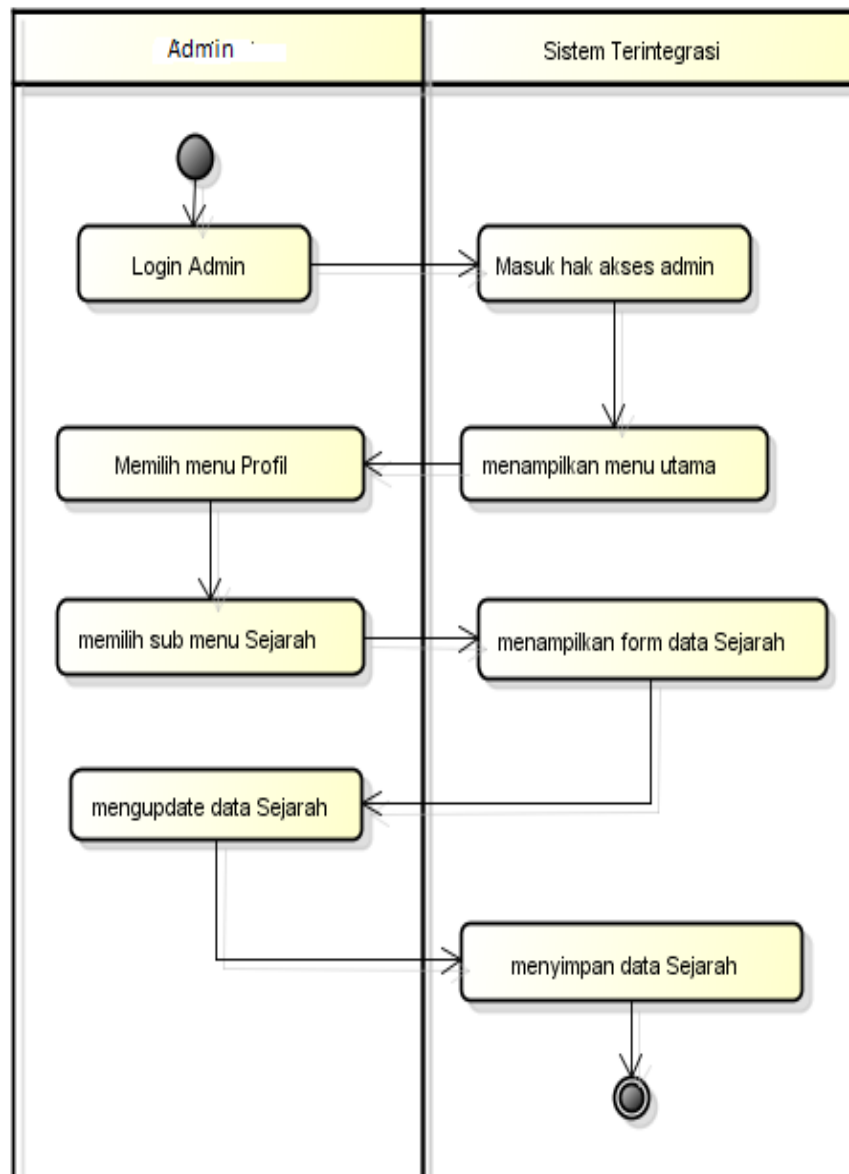 Admin
Sistem Terintegrasi
Login Admin
Masuk hak akses admin
menampilkan menu utama
Memilih menu Profil
memilih sub menu Sejarah
menampilkan form data Sejarah
mengupdate data Sejarah
menyimpan data Sejarah